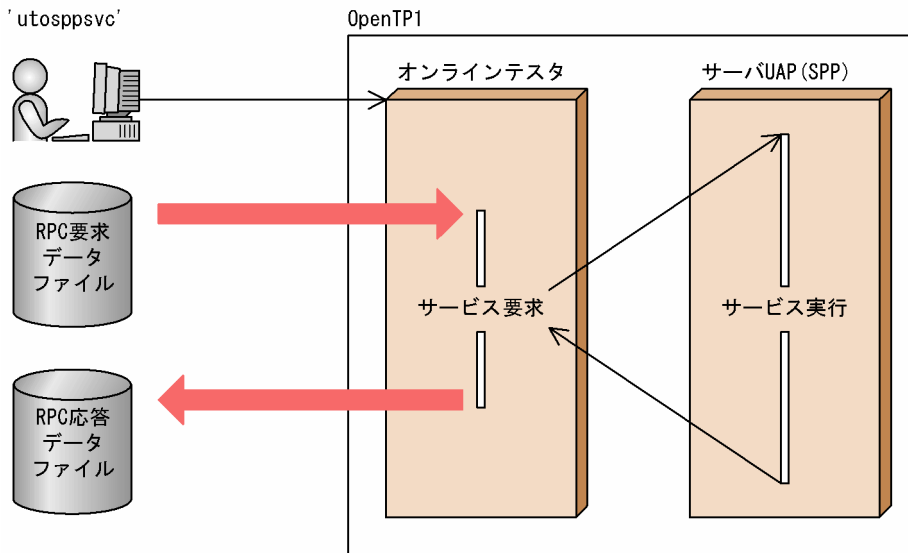 'utosppsvc'
OpenTP1
オンラインテスタ
サーバUAP(SPP)
RPC要求
データ
ファイル
サービス要求
サービス実行
RPC応答
データ
ファイル